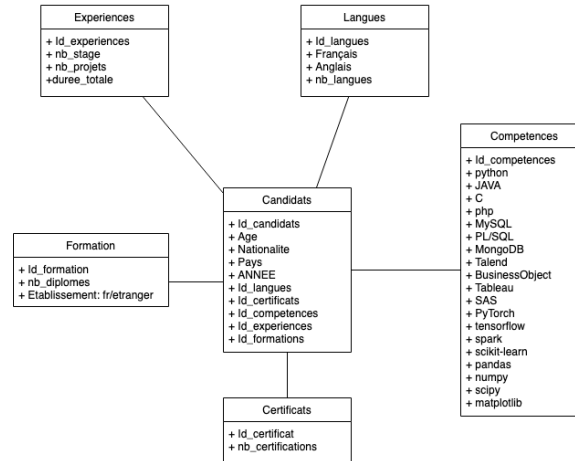 Experiences
+ Id_experiences
+ nb_stage
+ nb_projets
+duree_totale
Langues
+ Id_langues
+ Français
+ Anglais
+ nb_langues
Competences
+ Id_competences
+ python
+ JAVA
+ C
+ php
+ MySQL
+ PL/SQL
+ MongoDB
+ Talend
+ BusinessObject
+ Tableau
+ SAS
+ PyTorch
+ tensorflow
+ spark
+ scikit-learn
+ pandas
+ numpy
+ scipy
+ matplotlib
Candidats
+ Id_candidats
+ Age
+ Nationalite
+ Pays
+ ANNEE
+ Id_langues
+ Id_certificats
+ Id_competences
+ Id_experiences
+ Id_formations
Formation
+ Id_formation
+ nb_diplomes
+ Etablissement: fr/etranger
Certificats
+ Id_certificat
+ nb_certifications